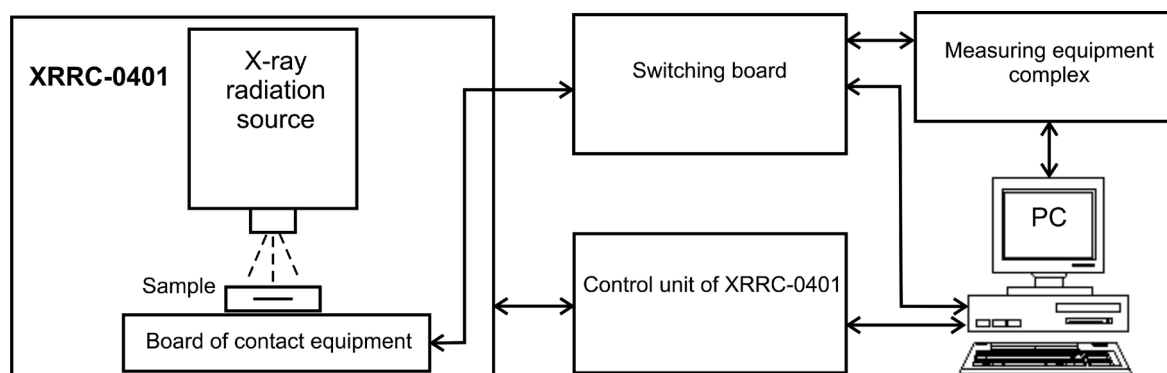 XRRC-0401
X-ray
radiation
source
Sample
Board of contact equipment
Switching board
Control unit of XRRC-0401
Measuring equipment
complex
PC